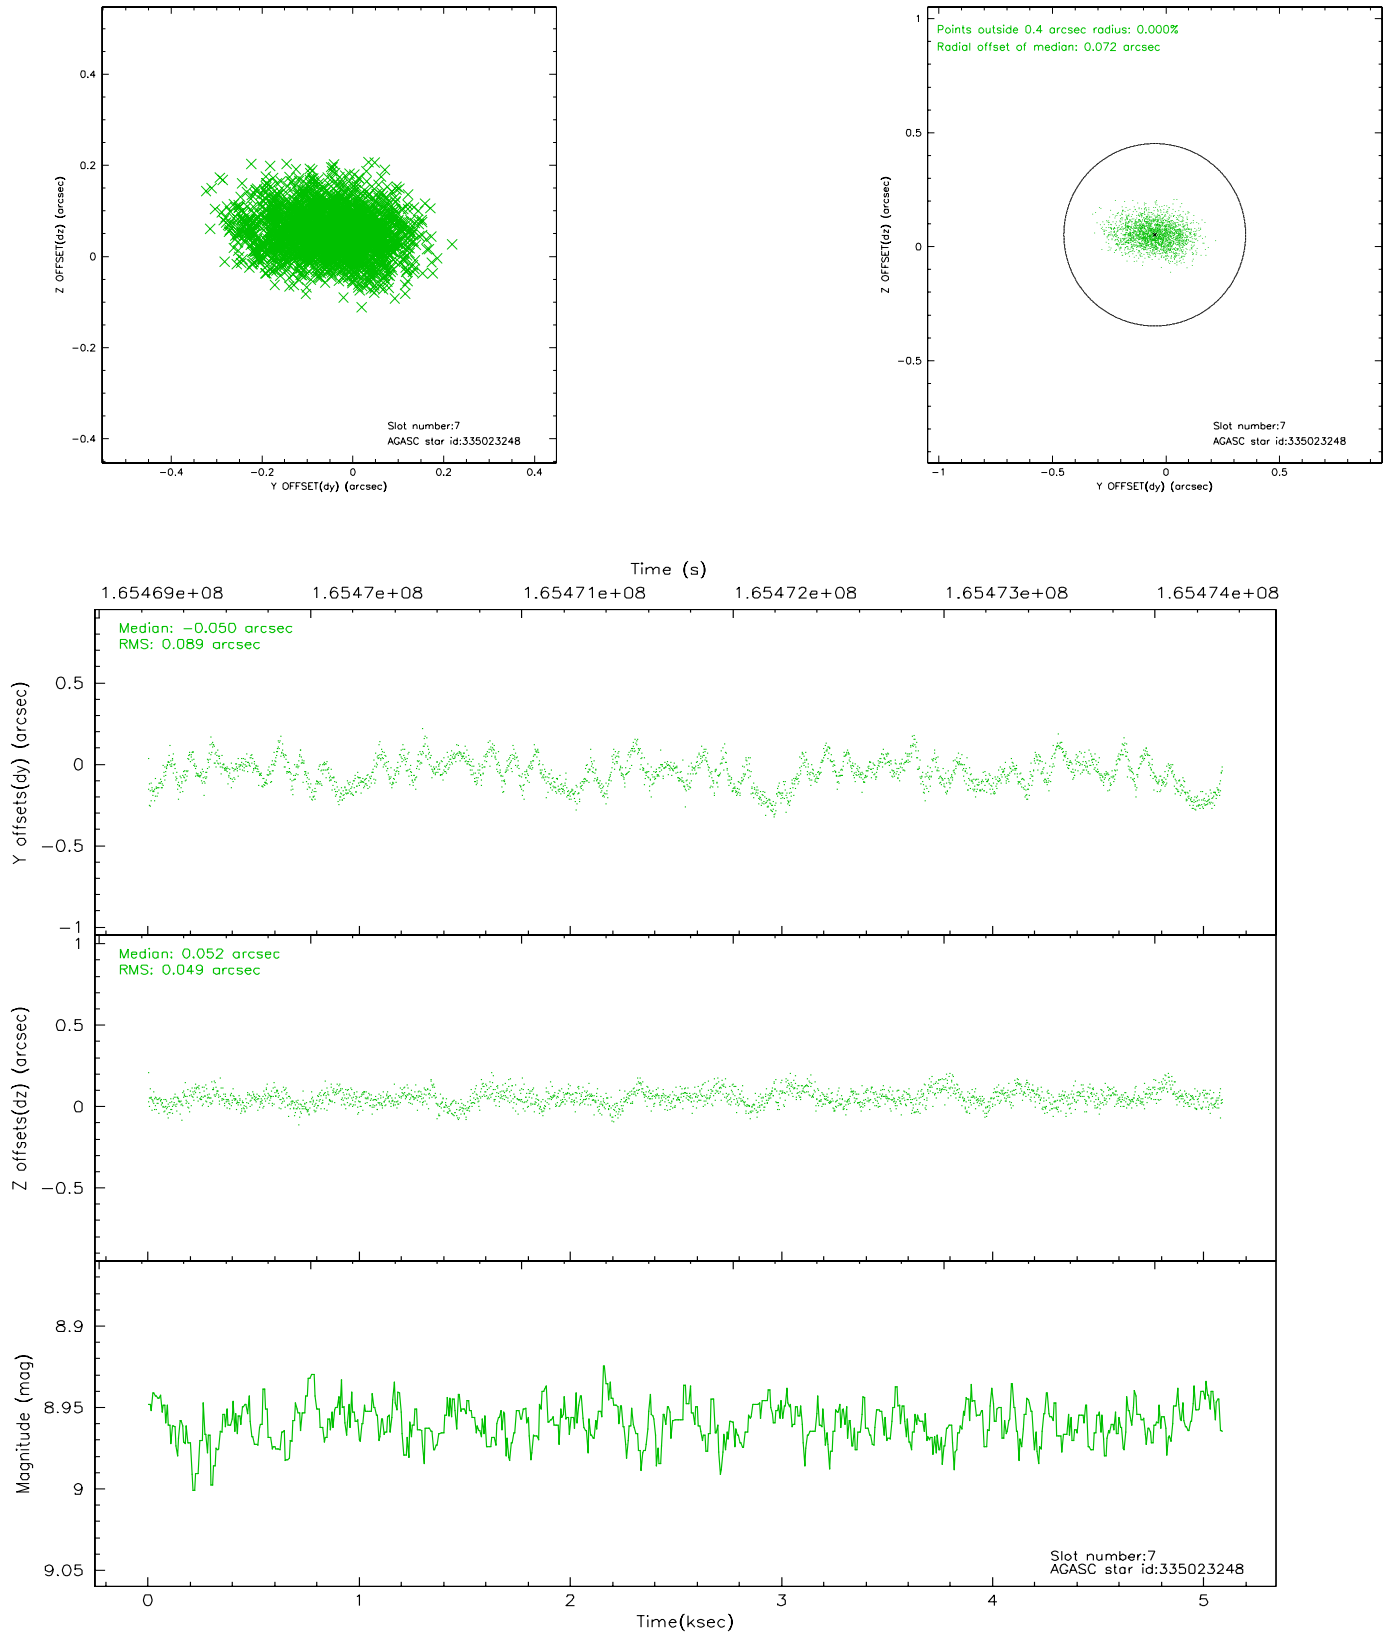 Points outside 0.4 arcsec radius: 0.000%
Radial offset of median: 0.072 arcsec
0.4
0.2
0
−0.2
−0.4
Z OFFSET(dz) (arcsec)
Slot number:7
AGASC star id:335023248
−0.4
−0.2
0
0.2
0.4
Y OFFSET(dy) (arcsec)
1
0.5
0
−0.5
Z OFFSET(dz) (arcsec)
Slot number:7
AGASC star id:335023248
−1
−0.5
0
0.5
Y OFFSET(dy) (arcsec)
Time (s)
1.65469e+08
1.6547e+08
1.65471e+08
1.65472e+08
1.65473e+08
1.65474e+08
Median: −0.050 arcsec
RMS: 0.089 arcsec
0.5
0
−0.5
−1
Y offsets(dy) (arcsec)
Median: 0.052 arcsec
RMS: 0.049 arcsec
1
0.5
0
−0.5
Z offsets(dz) (arcsec)
8.9
8.95
9
9.05
Magnitude (mag)
Slot number:7
AGASC star id:335023248
0
1
2
3
4
5
Time(ksec)